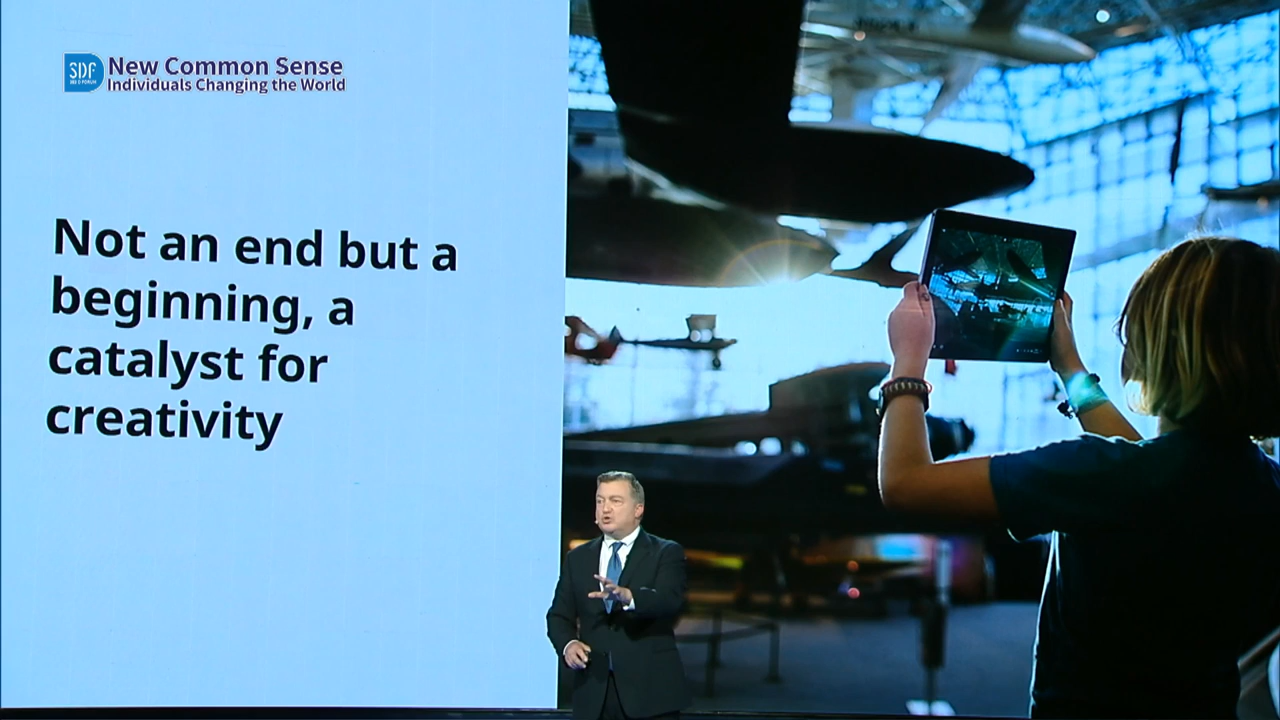 SDF
New Common Sense
Individuals Changing the World
Not an end but a
beginning, a
catalyst for
creativity